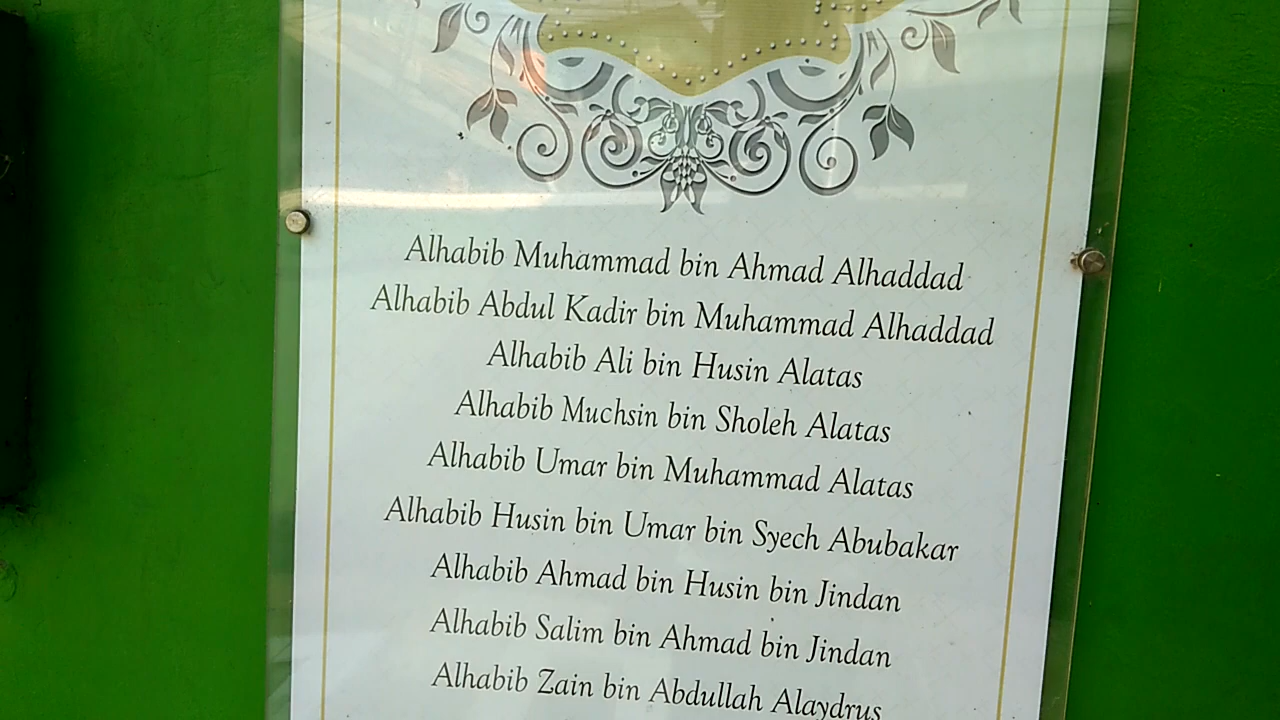 Alhabib Muhammad bin Ahmad Alhaddad
Alhabib Abdul Kadir bin Muhammad Alhaddad
Alhabib Ali bin Husin Alatas
Alhabib Muchsin bin Sholeh Alatas
Alhabib Umar bin Muhammad Alatas
Alhabib Husin bin Umar bin Syech Abubakar
Alhabib Ahmad bin Husin bin Jindan
Alhabib Salim bin Ahmad bin Jindan
Alhabib Zain bin Abdullah Alaydrus